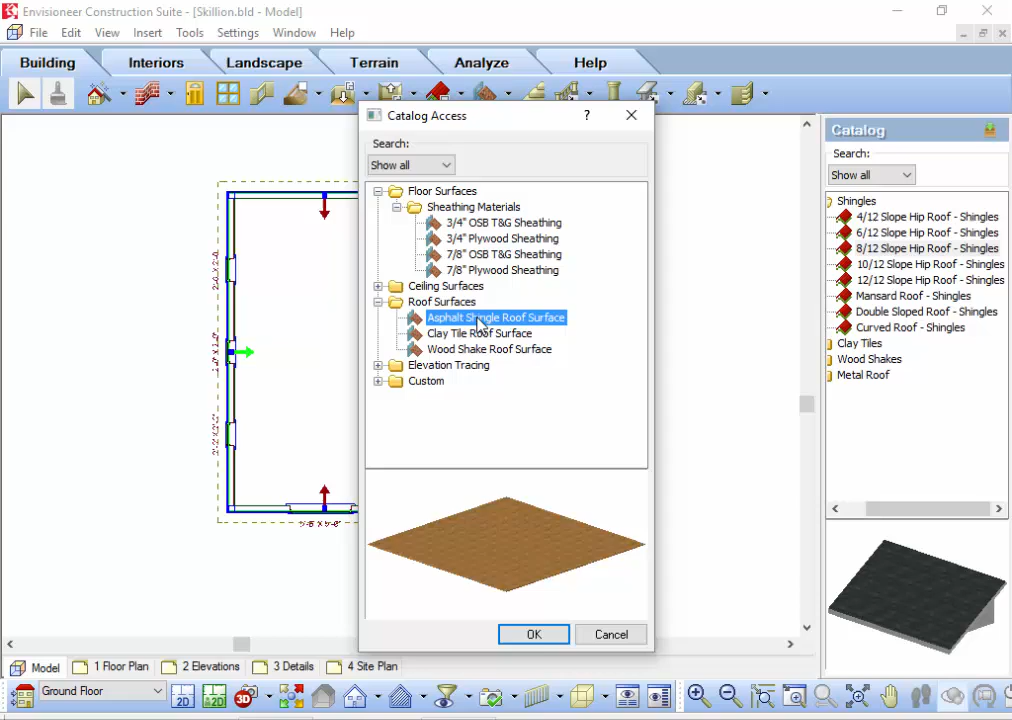 Envisioneer Construction Suite - [Skillion.bld - Model]
File Edit View Insert Tools Settings Window Help
Building Interiors Landscape Terrain Analyze Help
Catalog Access
Search:
Show all
Floor Surfaces
Sheathing Materials
3/4" OSB T&G Sheathing
3/4" Plywood Sheathing
7/8" OSB T&G Sheathing
7/8" Plywood Sheathing
Ceiling Surfaces
Roof Surfaces
Asphalt Shingle Roof Surface
Clay Tile Roof Surface
Wood Shake Roof Surface
Elevation Tracing
Custom
OK Cancel
Catalog
Search:
Show all
Shingles
4/12 Slope Hip Roof - Shingles
6/12 Slope Hip Roof - Shingles
8/12 Slope Hip Roof - Shingles
10/12 Slope Hip Roof - Shingles
12/12 Slope Hip Roof - Shingles
Mansard Roof - Shingles
Double Sloped Roof - Shingles
Curved Roof - Shingles
Clay Tiles
Wood Shakes
Metal Roof
Model 1 Floor Plan 2 Elevations 3 Details 4 Site Plan
Ground Floor 2D 2D 3D